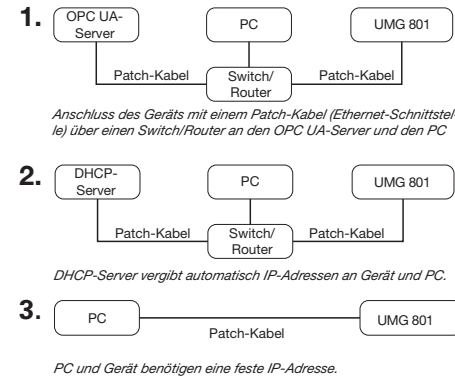 1.
OPC UA-
Server
PC
UMG 801
Patch-Kabel
Switch/
Router
Patch-Kabel
Anschluss des Geräts mit einem Patch-Kabel (Ethernet-Schnittstel-
le) über einen Switch/Router an den OPC UA-Server und den PC
2.
DHCP-
Server
PC
UMG 801
Patch-Kabel
Switch/
Router
Patch-Kabel
DHCP-Server vergibt automatisch IP-Adressen an Gerät und PC.
3.
PC
UMG 801
Patch-Kabel
PC und Gerät benötigen eine feste IP-Adresse.